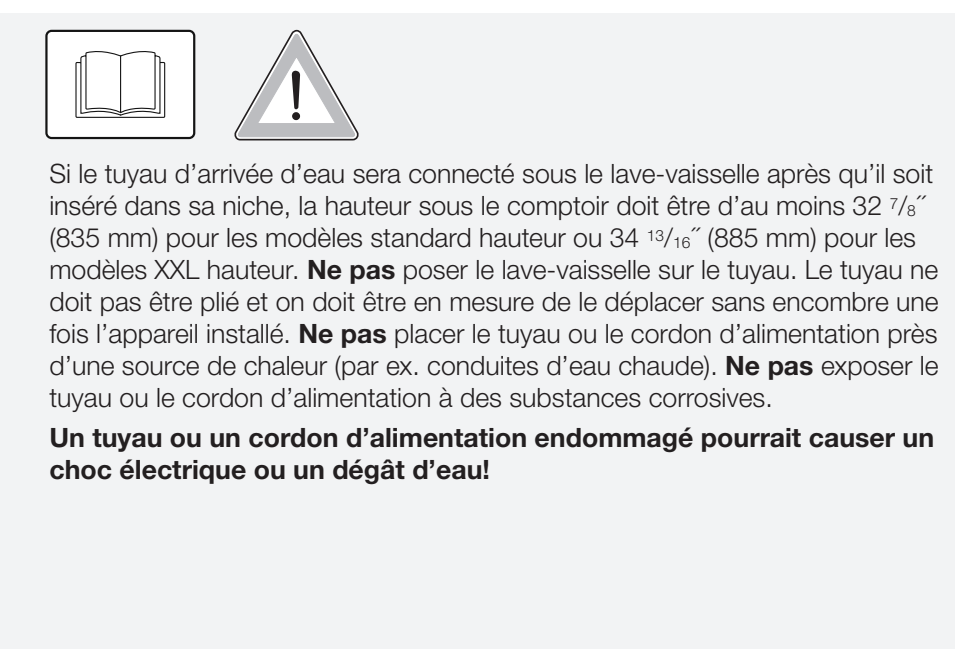 Si le tuyau d’arrivée d’eau sera connecté sous le lave-vaisselle après qu’il soit
inséré dans sa niche, la hauteur sous le comptoir doit être d’au moins 32 ⁷/₈˝
(835 mm) pour les modèles standard hauteur ou 34 ¹³/₁₆˝ (885 mm) pour les
modèles XXL hauteur. Ne pas poser le lave-vaisselle sur le tuyau. Le tuyau ne
doit pas être plié et on doit être en mesure de le déplacer sans encombre une
fois l’appareil installé. Ne pas placer le tuyau ou le cordon d’alimentation près
d’une source de chaleur (par ex. conduites d’eau chaude). Ne pas exposer le
tuyau ou le cordon d’alimentation à des substances corrosives.
Un tuyau ou un cordon d’alimentation endommagé pourrait causer un
choc électrique ou un dégât d’eau!